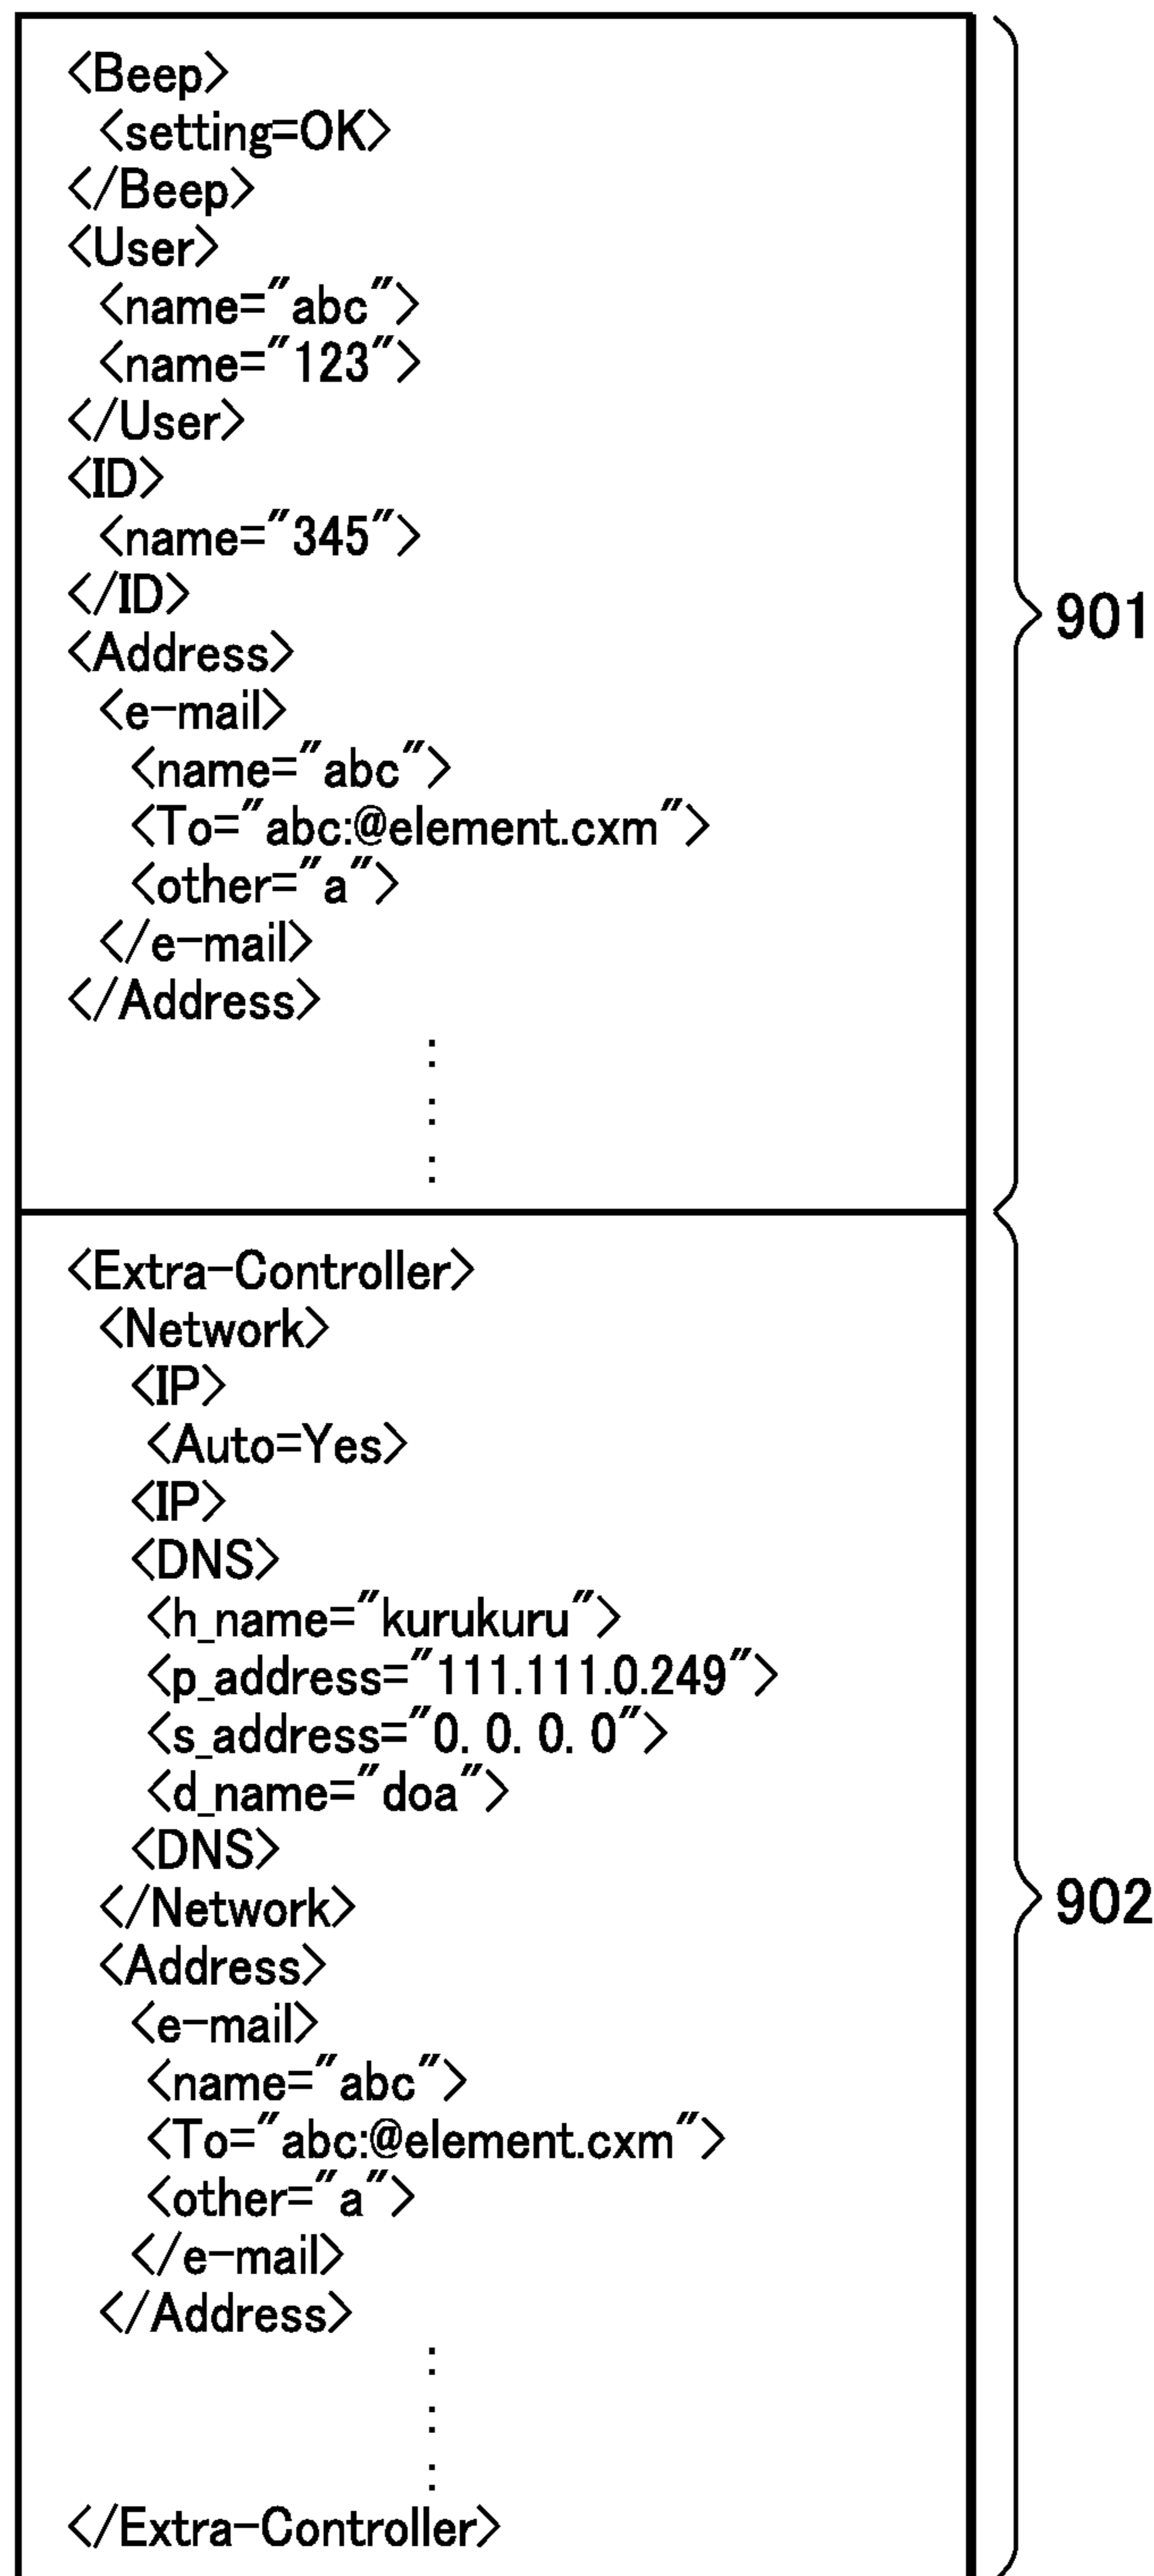 <Beep>
<setting=OK>
</Beep>
<User>
<name="abc">
<name="123">
</User>
<ID>
<name="345">
</ID>
<Address>
<e-mail>
<name="abc">
<To="abc:@element.cxm">
<other="a">
</e-mail>
</Address>
:
:
:
901
<Extra-Controller>
<Network>
<IP>
<Auto=Yes>
<IP>
<DNS>
<h_name="kurukuru">
<p_address="111.111.0.249">
<s_address="0. 0. 0. 0">
<d_name="doa">
<DNS>
</Network>
<Address>
<e-mail>
<name="abc">
<To="abc:@element.cxm">
<other="a">
</e-mail>
</Address>
:
:
:
</Extra-Controller>
902